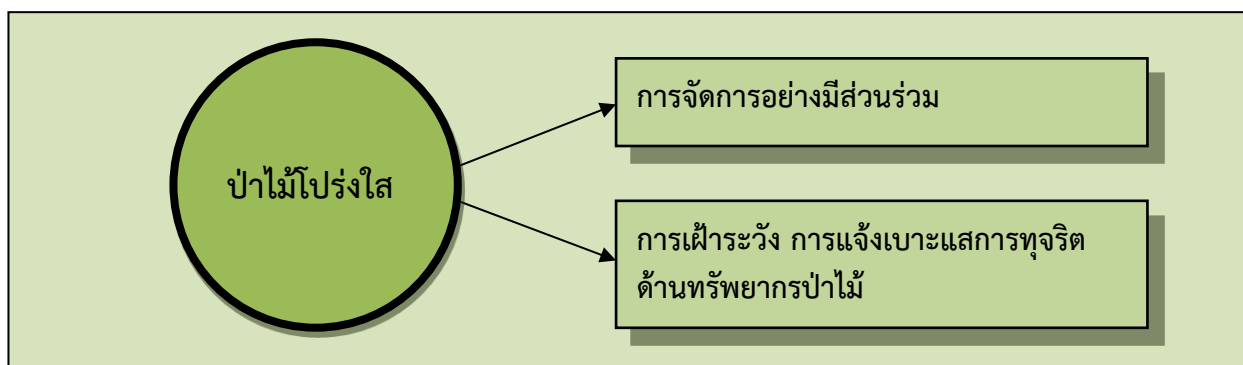 ป่าไม้โปร่งใส
การจัดการอย่างมีส่วนร่วม
การเฝ้าระวัง การแจ้งเบาะแสการทุจริต
ด้านทรัพยากรป่าไม้